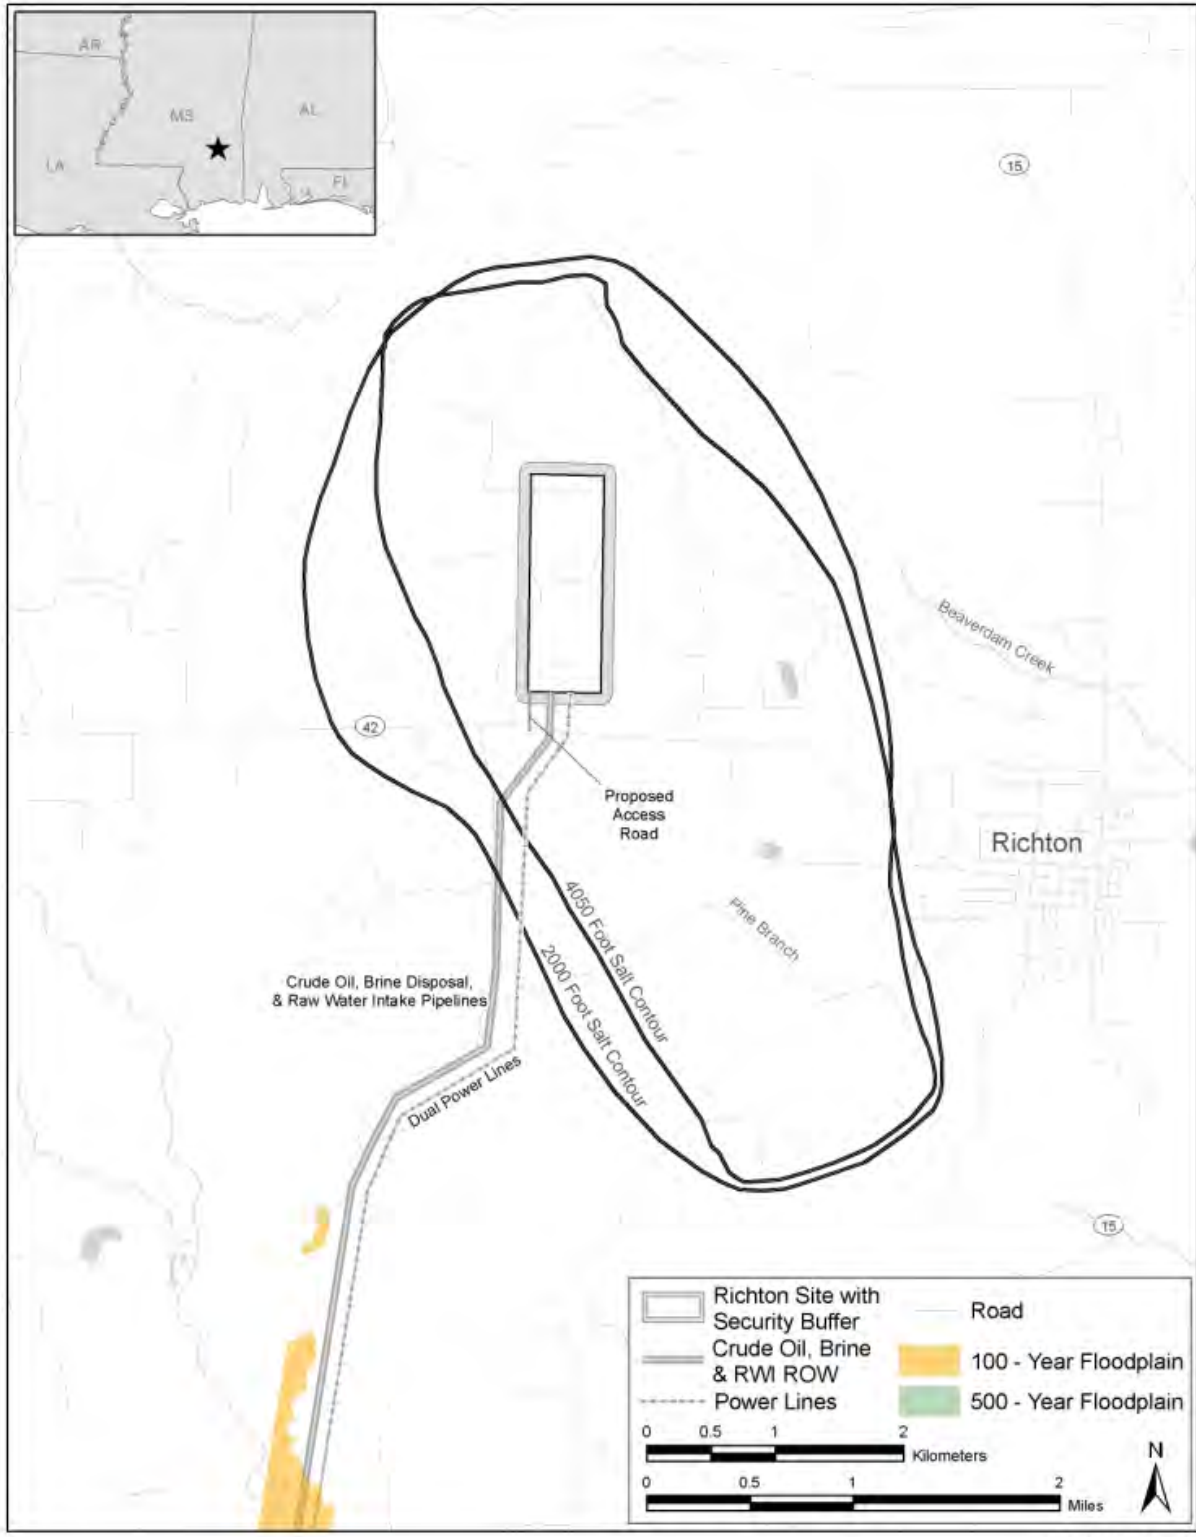 AR
MS
AL
LA
FL
15
Beaverdam Creek
42
Proposed
Access
Road
Richton
4050 Foot Salt Contour
Pine Branch
2000 Foot Salt Contour
Crude Oil, Brine Disposal,
& Raw Water Intake Pipelines
Dual Power Lines
15
Richton Site with
Security Buffer
Crude Oil, Brine
& RWI ROW
Power Lines
Road
100 - Year Floodplain
500 - Year Floodplain
0 0.5 1 2
Kilometers
0 0.5 1 2
Miles
N